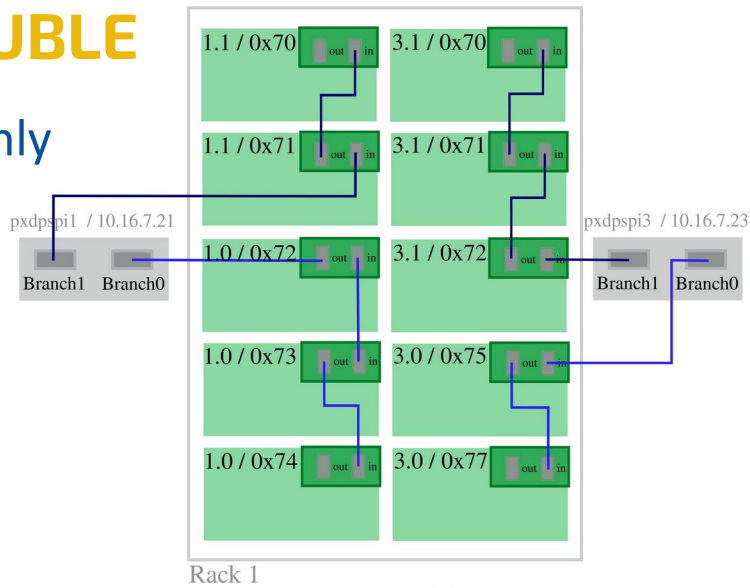 UBLE
nly
1.1 / 0x70 out in
3.1 / 0x70 out in
1.1 / 0x71 out in
3.1 / 0x71 out in
pxdpspi1 / 10.16.7.21
Branch1 Branch0
1.0 / 0x72 out in
3.1 / 0x72 out in
pxdpspi3 / 10.16.7.23
Branch1 Branch0
1.0 / 0x73 out in
3.0 / 0x75 out in
1.0 / 0x74 out in
3.0 / 0x77 out in
Rack 1